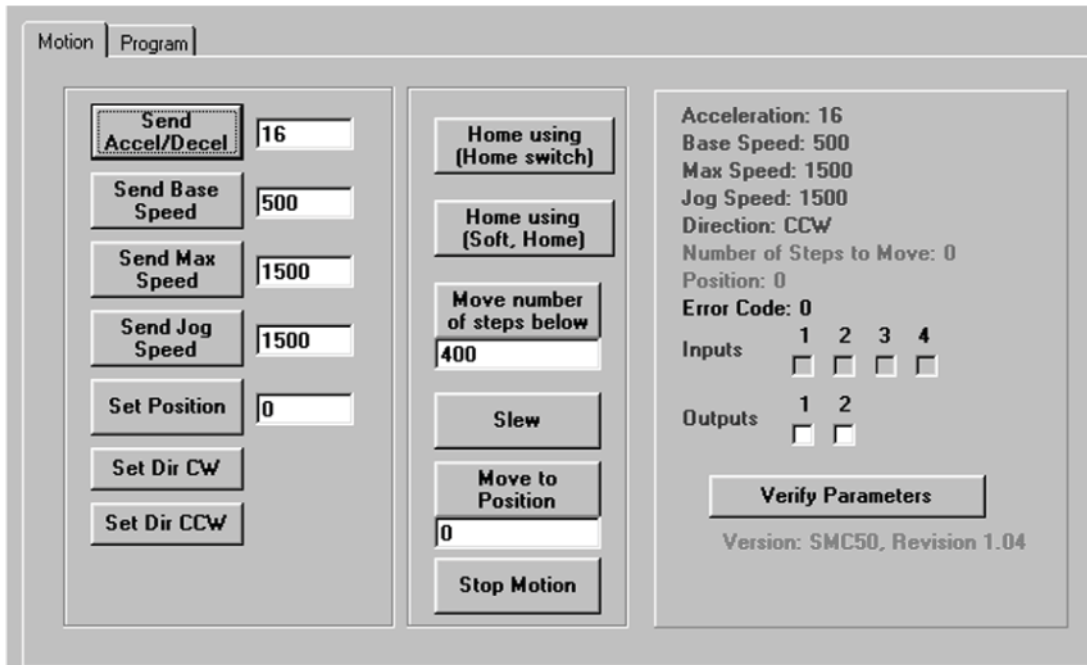 Motion
Program
Send
Accel/Decel
16
Send Base
Speed
500
Send Max
Speed
1500
Send Jog
Speed
1500
Set Position
0
Set Dir CW
Set Dir CCW
Home using
(Home switch)
Home using
(Soft, Home)
Move number
of steps below
400
Slew
Move to
Position
0
Stop Motion
Acceleration: 16
Base Speed: 500
Max Speed: 1500
Jog Speed: 1500
Direction: CCW
Number of Steps to Move: 0
Position: 0
Error Code: 0
1 2 3 4
Inputs
1 2
Outputs
Verify Parameters
Version: SMC50, Revision 1.04